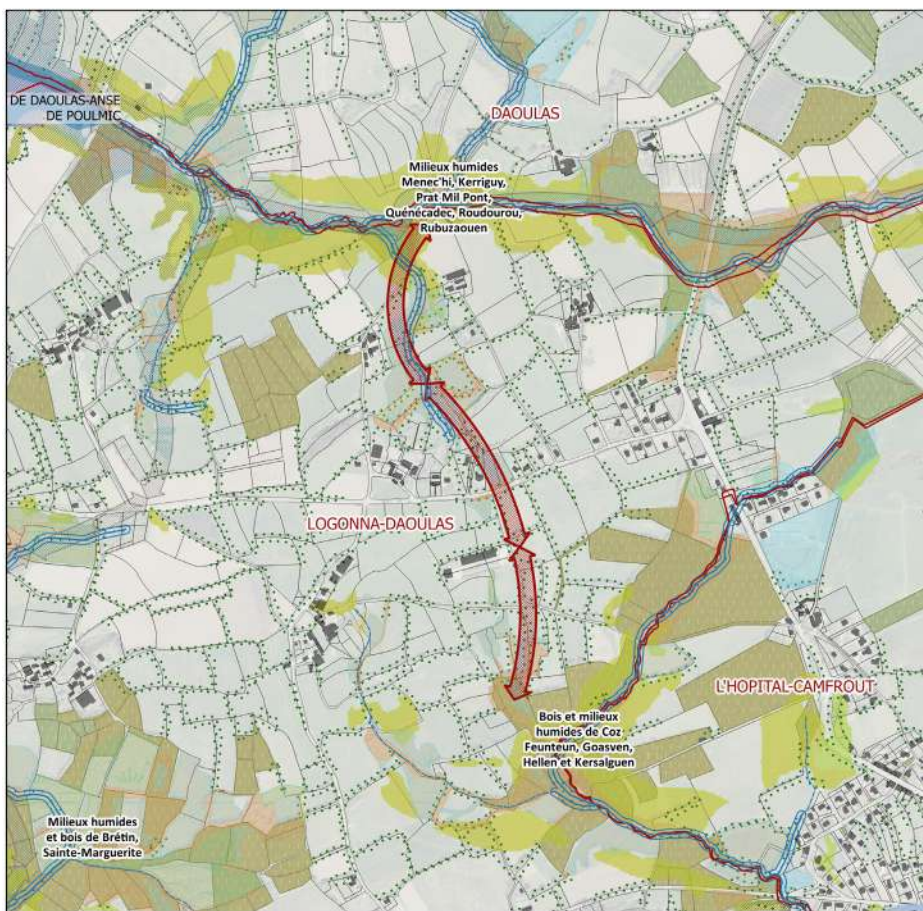 DE DAOULAS-ANSE
DE POULMIC
DAOULAS
Milieux humides
Menec'hi, Kerriguy,
Prat Mil Pont,
Quénécadec, Roudourou,
Rubuzaouen
LOGONNA-DAOULAS
L'HOPITAL-CAMFROUT
Bois et milieux
humides de Coz
Feunteun, Goasven,
Hellen et Kersalguen
Milieux humides
et bois de Brétin,
Sainte-Marguerite